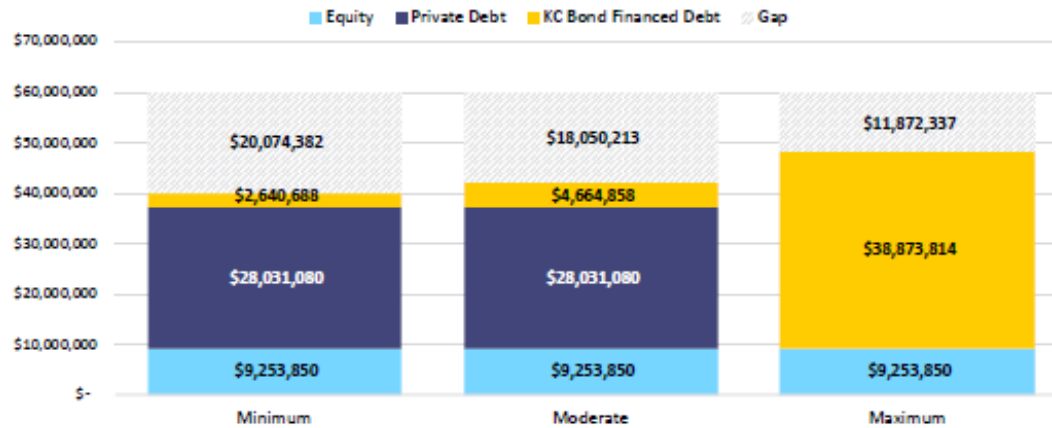 Equity Private Debt KC Bond Financed Debt Gap
$70,000,000
$60,000,000
$50,000,000
$40,000,000
$30,000,000
$20,000,000
$10,000,000
$-
$20,074,382 $18,050,213 $11,872,337
$2,640,688 $4,664,858 $38,873,814
$28,031,080 $28,031,080
$9,253,850 $9,253,850 $9,253,850
Minimum Moderate Maximum